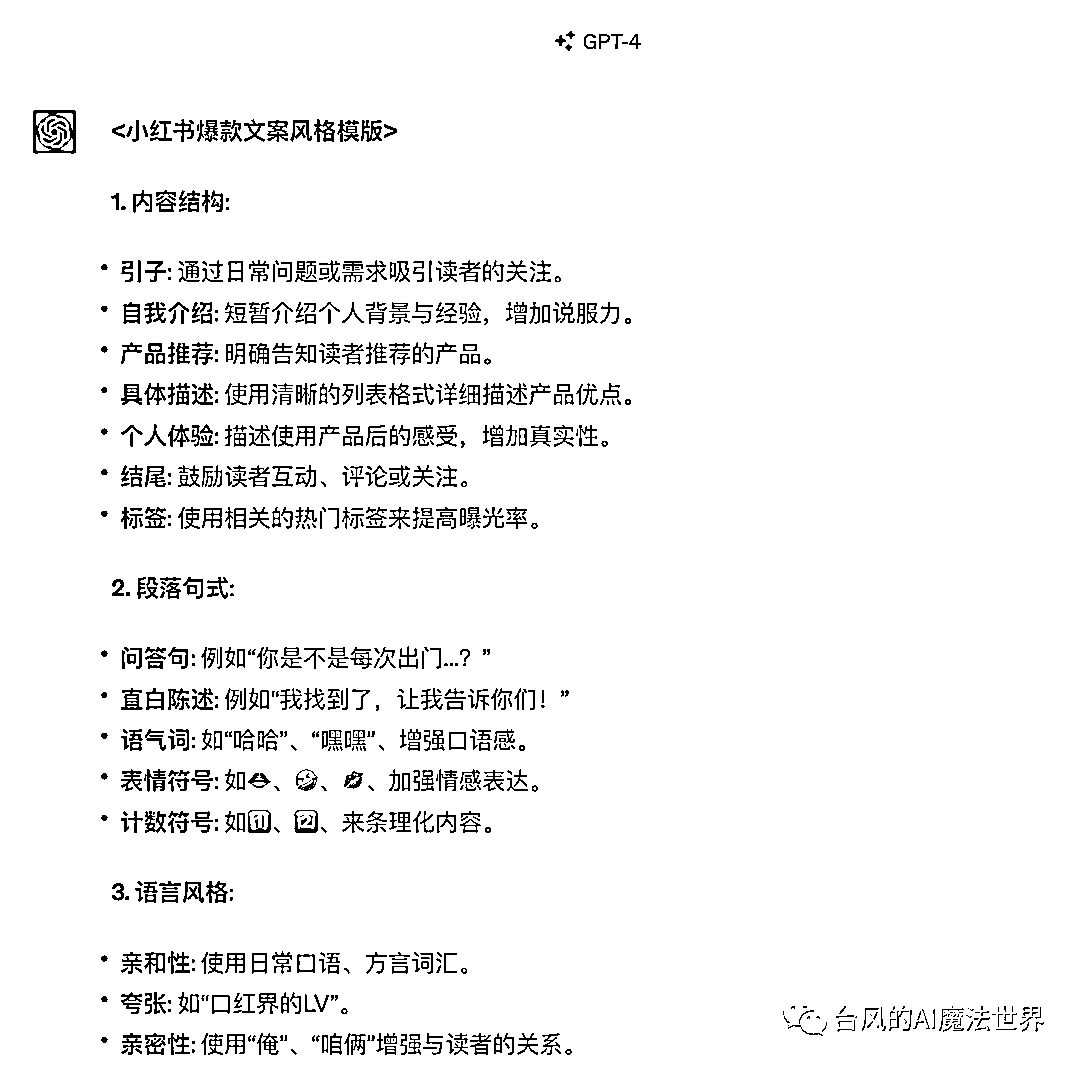 GPT-4
<小红书爆款文案风格模版>
1. 内容结构:
• 引子: 通过日常问题或需求吸引读者的关注。
• 自我介绍: 短暂介绍个人背景与经验，增加说服力。
• 产品推荐: 明确告知读者推荐的产品。
• 具体描述: 使用清晰的列表格式详细描述产品优点。
• 个人体验: 描述使用产品后的感受，增加真实性。
• 结尾: 鼓励读者互动、评论或关注。
• 标签: 使用相关的热门标签来提高曝光率。
2. 段落句式:
• 问答句: 例如“你是不是每次出门...？”
• 直白陈述: 例如“我找到了，让我告诉你们！”
• 语气词: 如“哈哈”、“嘿嘿”、增强口语感。
• 表情符号: 如👄、🥳、💋、加强情感表达。
• 计数符号: 如1️⃣、2️⃣、来条理化内容。
3. 语言风格:
• 亲和性: 使用日常口语、方言词汇。
• 夸张: 如“口红界的LV”。
• 亲密性: 使用“俺”、“咱俩”增强与读者的关系。
台风的AI魔法世界